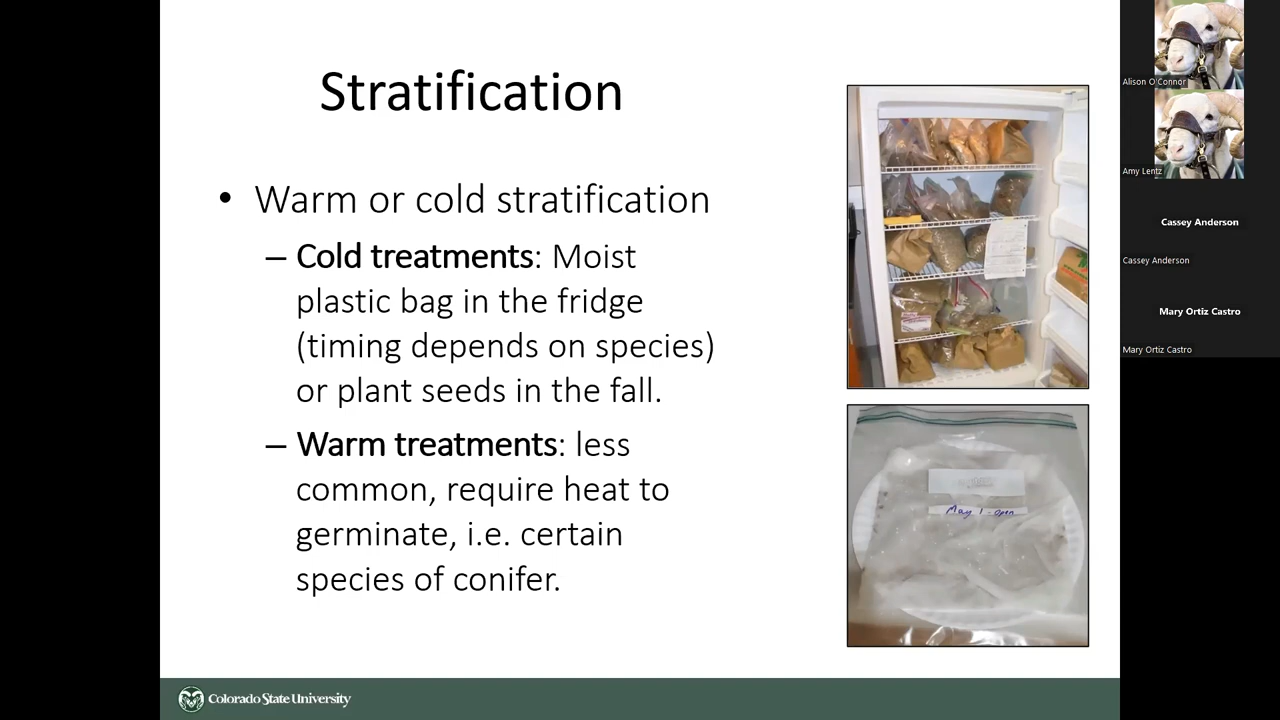 Stratification
• Warm or cold stratification
– Cold treatments: Moist
plastic bag in the fridge
(timing depends on species)
or plant seeds in the fall.
– Warm treatments: less
common, require heat to
germinate, i.e. certain
species of conifer.
May 1 - open
Colorado State University
Alison O'Connor
Amy Lentz
Cassey Anderson
Cassey Anderson
Mary Ortiz Castro
Mary Ortiz Castro